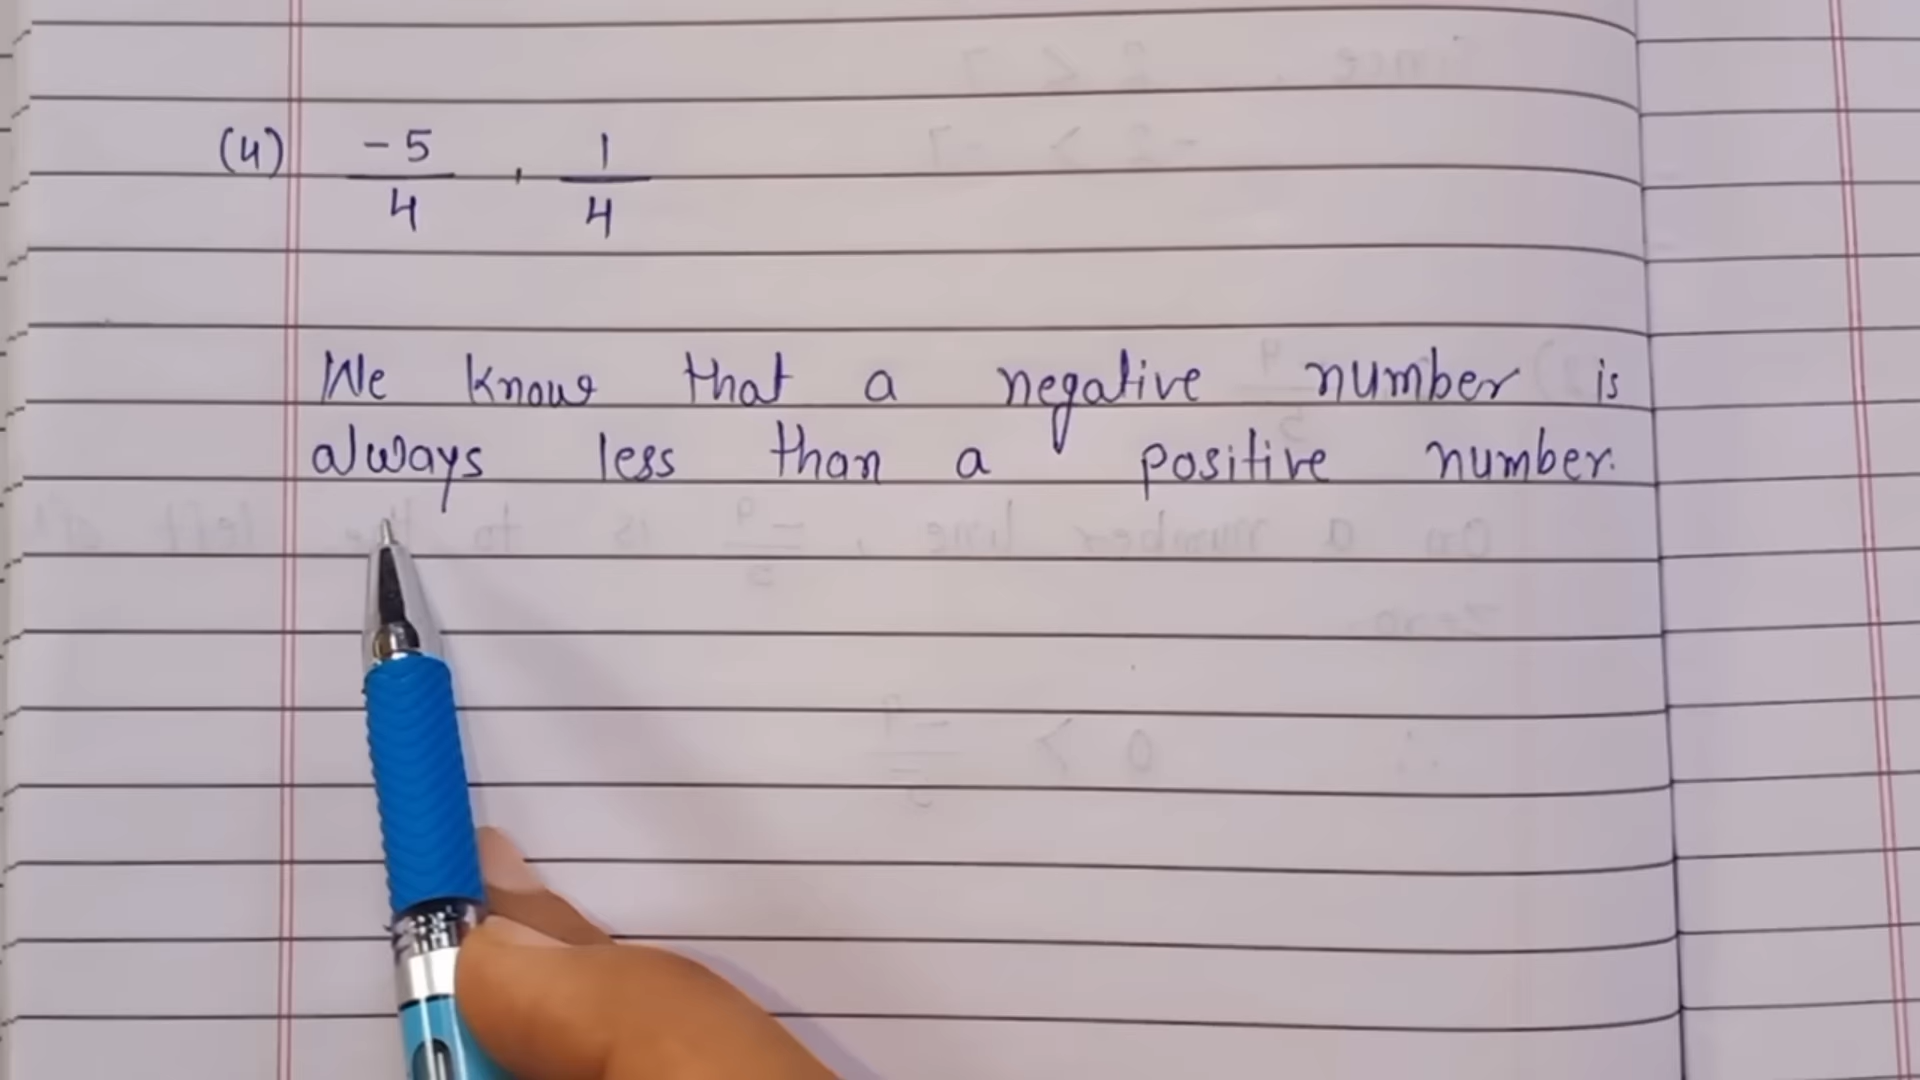 (4) -5/4 , 1/4
We know that a negative number is
always less than a positive number.